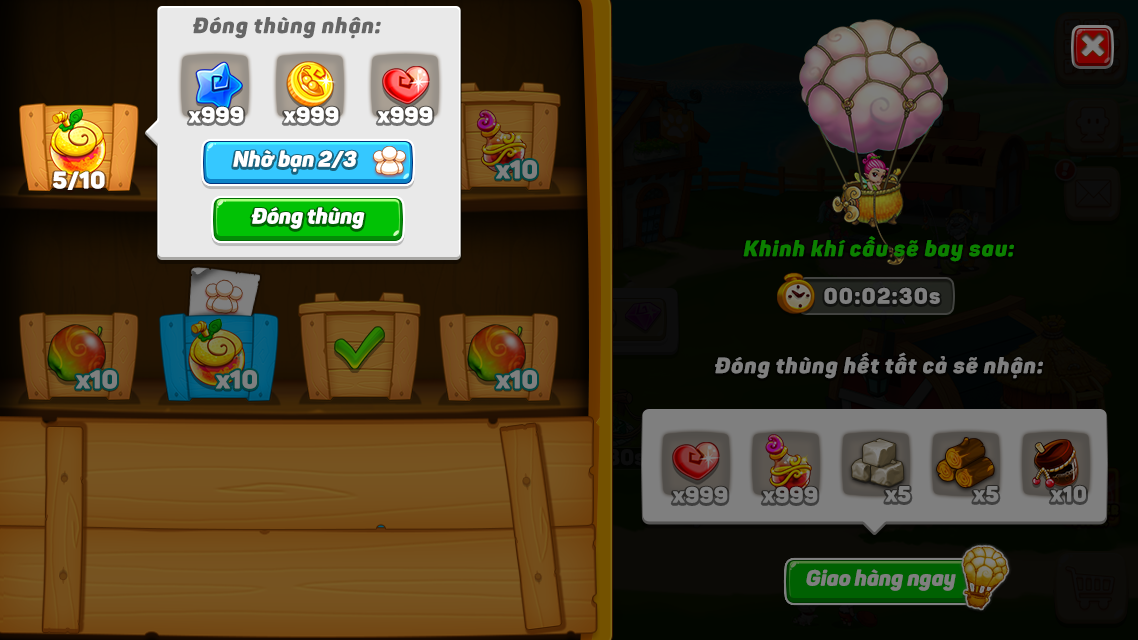 Đóng thùng nhận:
x999
x999
x999
Nhờ bạn 2/3
Đóng thùng
5/10
x10
x10
x10
x10
Khinh khí cầu sẽ bay sau:
00:02:30s
Đóng thùng hết tất cả sẽ nhận:
x999
x999
x5
x5
x10
Giao hàng ngay